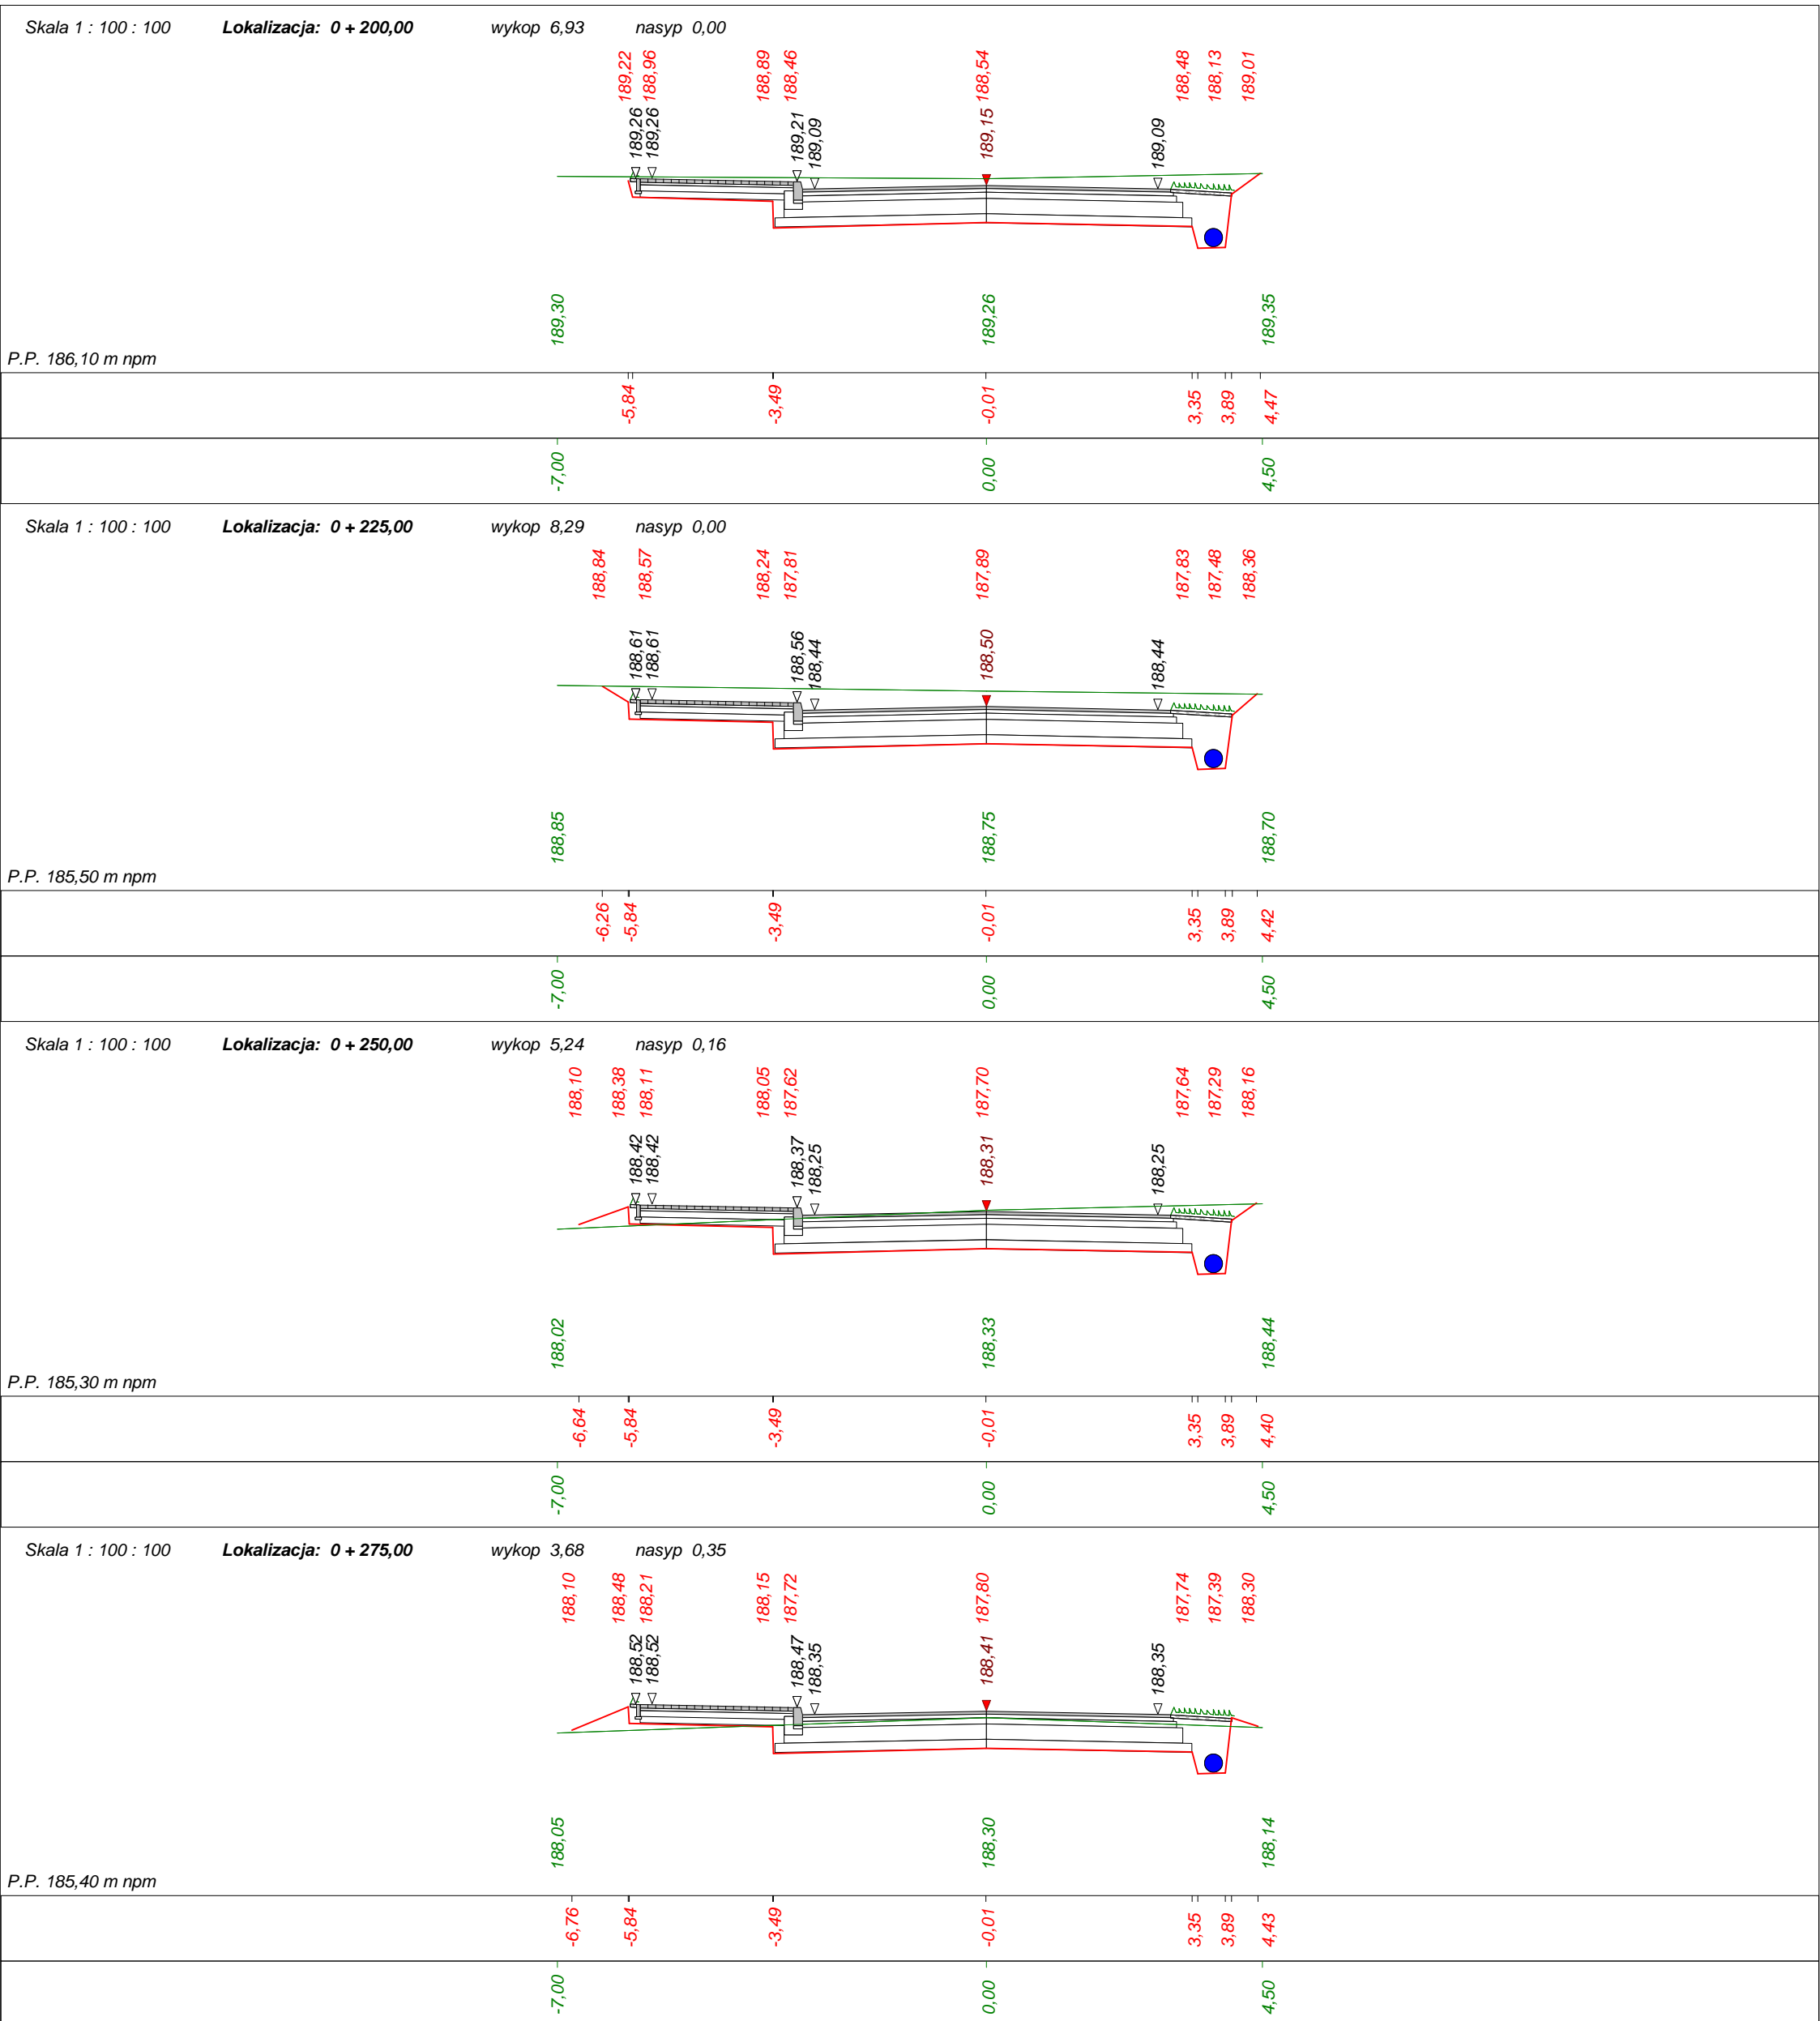 Skala 1 : 100 : 100 Lokalizacja: 0 + 200,00 wykop 6,93 nasyp 0,00
189,22 188,96 188,89 188,46 188,54 188,48 188,13 189,01
189,26 189,26 189,21 189,09 189,15 189,09
189,30 189,26 189,35
P.P. 186,10 m npm
-5,84 -3,49 -0,01 3,35 3,89 4,47
-7,00 0,00 4,50
Skala 1 : 100 : 100 Lokalizacja: 0 + 225,00 wykop 8,29 nasyp 0,00
188,84 188,57 188,24 187,81 187,89 187,83 187,48 188,36
188,61 188,61 188,56 188,44 188,50 188,44
188,85 188,75 188,70
P.P. 185,50 m npm
-6,26 -5,84 -3,49 -0,01 3,35 3,89 4,42
-7,00 0,00 4,50
Skala 1 : 100 : 100 Lokalizacja: 0 + 250,00 wykop 5,24 nasyp 0,16
188,10 188,38 188,11 188,05 187,62 187,70 187,64 187,29 188,16
188,42 188,42 188,37 188,25 188,31 188,25
188,02 188,33 188,44
P.P. 185,30 m npm
-6,64 -5,84 -3,49 -0,01 3,35 3,89 4,40
-7,00 0,00 4,50
Skala 1 : 100 : 100 Lokalizacja: 0 + 275,00 wykop 3,68 nasyp 0,35
188,10 188,48 188,21 188,15 187,72 187,80 187,74 187,39 188,30
188,52 188,52 188,47 188,35 188,41 188,35
188,05 188,30 188,14
P.P. 185,40 m npm
-6,76 -5,84 -3,49 -0,01 3,35 3,89 4,43
-7,00 0,00 4,50